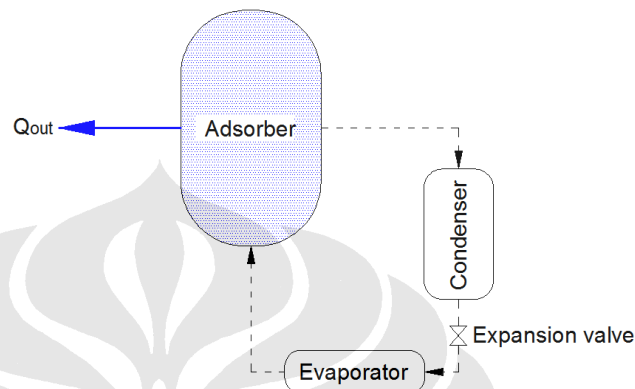 Qout
Adsorber
Condenser
Expansion valve
Evaporator